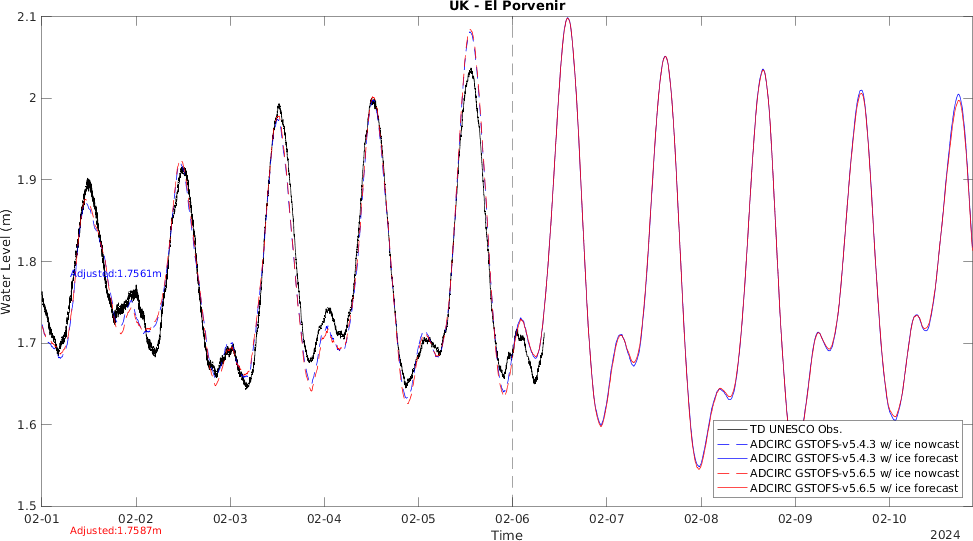 UK - El Porvenir
2.1
2
1.9
1.8
1.7
1.6
1.5
Water Level (m)
Adjusted:1.7561m
TD UNESCO Obs.
ADCIRC GSTOFS-v5.4.3 w/ ice nowcast
ADCIRC GSTOFS-v5.4.3 w/ ice forecast
ADCIRC GSTOFS-v5.6.5 w/ ice nowcast
ADCIRC GSTOFS-v5.6.5 w/ ice forecast
02-01 02-02 02-03 02-04 02-05 02-06 02-07 02-08 02-09 02-10
Adjusted:1.7587m
Time
2024